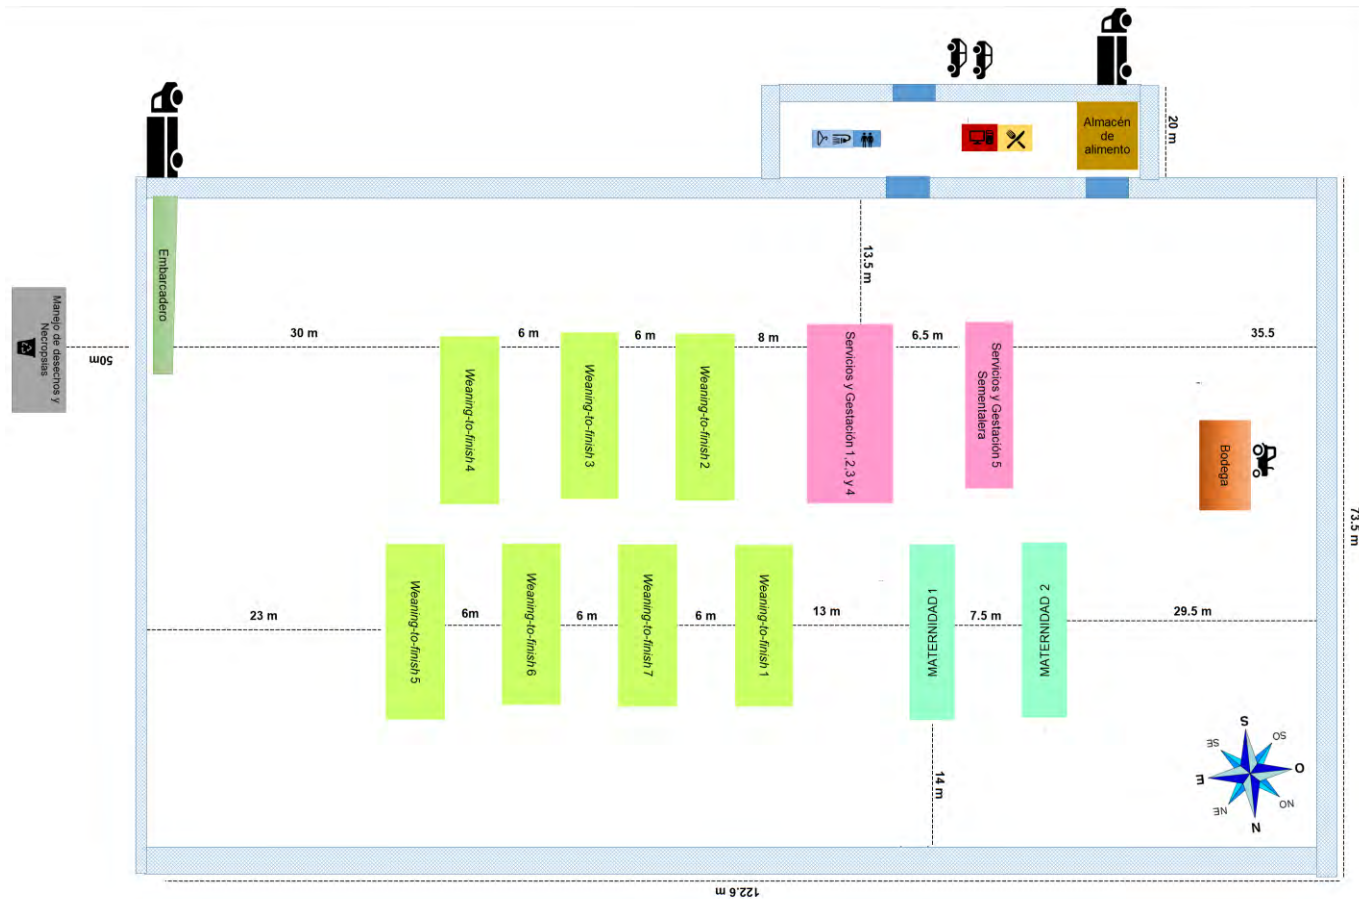 Almacén
de
alimento
20 m
Embarcadero
13.5 m
Manejo de desechos y
Necropsias
50m
30 m
6 m
6 m
8 m
6.5 m
35.5
Weaning-to-finish 4
Weaning-to-finish 3
Weaning-to-finish 2
Servicios y Gestación 1,2,3 y 4
Servicios y Gestación 5
Sementalera
Bodega
73.5 m
23 m
6m
6 m
6 m
13 m
7.5 m
29.5 m
Weaning-to-finish 5
Weaning-to-finish 6
Weaning-to-finish 7
Weaning-to-finish 1
MATERNIDAD 1
MATERNIDAD 2
14 m
S
SE
SO
E
O
NE
NO
N
122.6 m